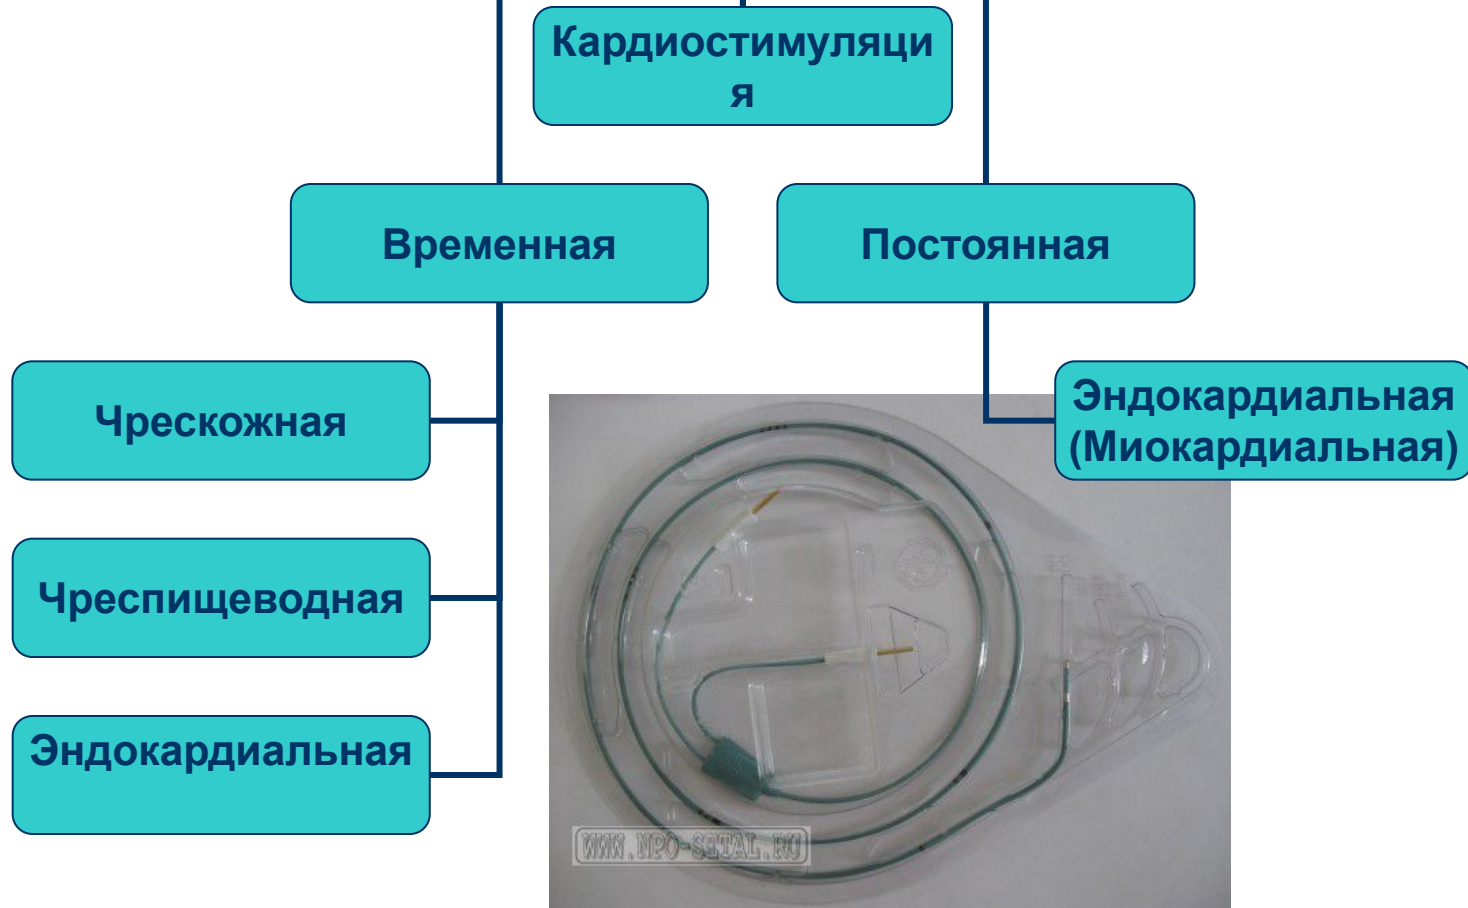 Кардиостимуляци
я
Временная
Постоянная
Чрескожная
Эндокардиальная
(Миокардиальная)
Чреспищеводная
Эндокардиальная
WWW.NPO-SETAL.RU